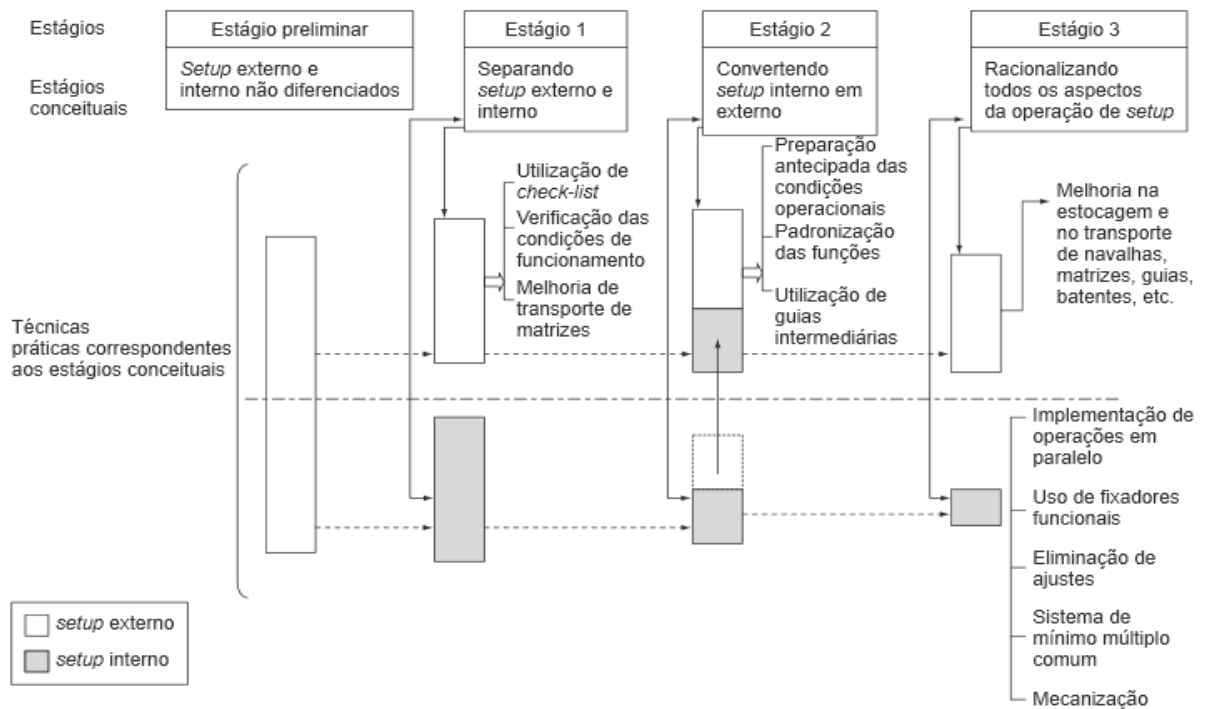 Estágios
Estágio preliminar
Estágio 1
Estágio 2
Estágio 3
Estágios
conceituais
Setup externo e
interno não diferenciados
Separando
setup externo e
interno
Convertendo
setup interno em
externo
Racionalizando
todos os aspectos
da operação de setup
Técnicas
práticas correspondentes
aos estágios conceituais
Utilização de
check-list
Verificação das
condições de
funcionamento
Melhoria de
transporte de
matrizes
Preparação
antecipada das
condições
operacionais
Padronização
das funções
Utilização de
guias
intermediárias
Melhoria na
estocagem e
no transporte
de navalhas,
matrizes, guias,
batentes, etc.
Implementação de
operações em
paralelo
Uso de fixadores
funcionais
Eliminação de
ajustes
Sistema de
mínimo múltiplo
comum
Mecanização
setup externo
setup interno